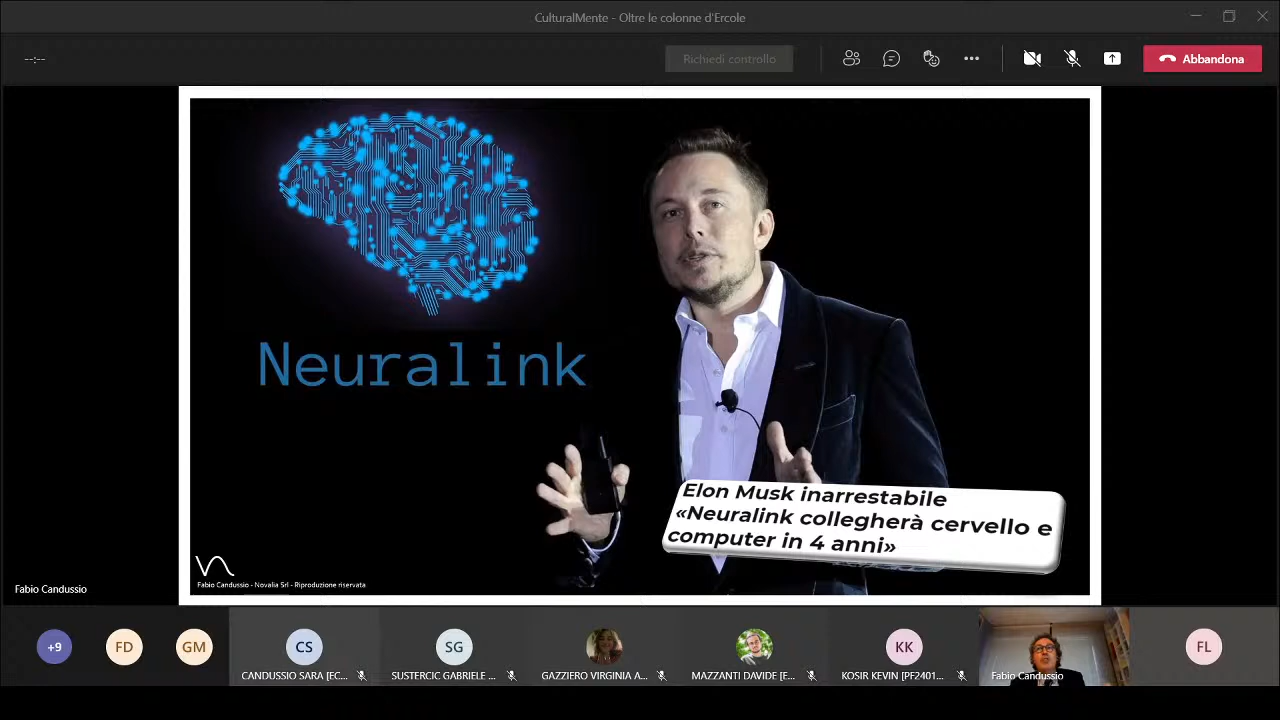 CulturalMente - Oltre le colonne d'Ercole
--:--
Richiedi controllo
Abbandona
Neuralink
Elon Musk inarrestabile
«Neuralink collegherà cervello e
computer in 4 anni»
Fabio Candussio - Novalia Srl - Riproduzione riservata
Fabio Candussio
+9
FD
GM
CS
SG
KK
FL
CANDUSSIO SARA [EC...
SUSTERCIC GABRIELE ...
GAZZIERO VIRGINIA A...
MAZZANTI DAVIDE [E...
KOSIR KEVIN [PF2401...
Fabio Candussio